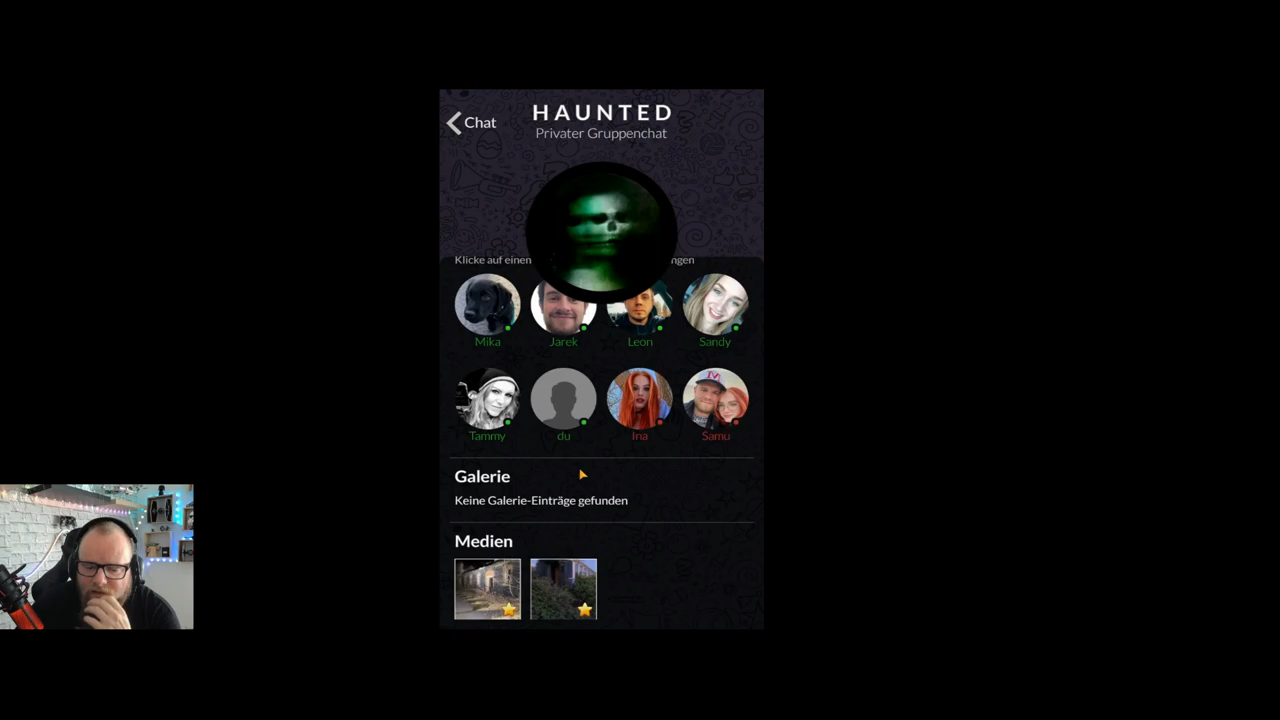 Chat
HAUNTED
Privater Gruppenchat
Klicke auf einen ngen
Mika Jarek Leon Sandy
Tammy du Ina Samu
Galerie
Keine Galerie-Einträge gefunden
Medien